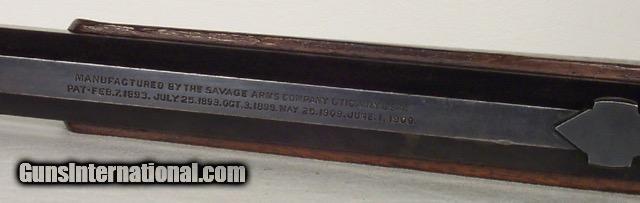 MANUFACTURED BY THE SAVAGE ARMS COMPANY UTICA, N.Y. U.S.A.
PAT. FEB. 7. 1893. JULY 25. 1893. OCT. 3. 1899. MAY 25. 1909. JUNE. 1. 1909.
GunsInternational.com